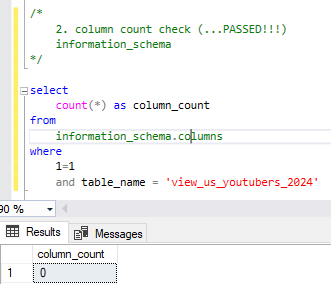 /*
2. column count check (...PASSED!!!)
information_schema
*/
select
count(*) as column_count
from
information_schema.columns
where
1=1
and table_name = 'view_us_youtubers_2024'
90 %
Results Messages
column_count
1 0